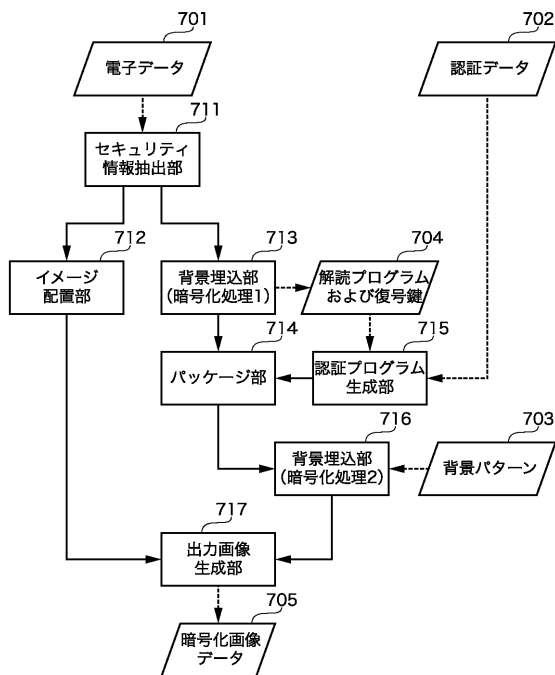 701
電子データ
702
認証データ
711
セキュリティ
情報抽出部
712
イメージ
配置部
713
背景埋込部
(暗号化処理1)
704
解読プログラム
および復号鍵
714
パッケージ部
715
認証プログラム
生成部
716
背景埋込部
(暗号化処理2)
703
背景パターン
717
出力画像
生成部
705
暗号化画像
データ